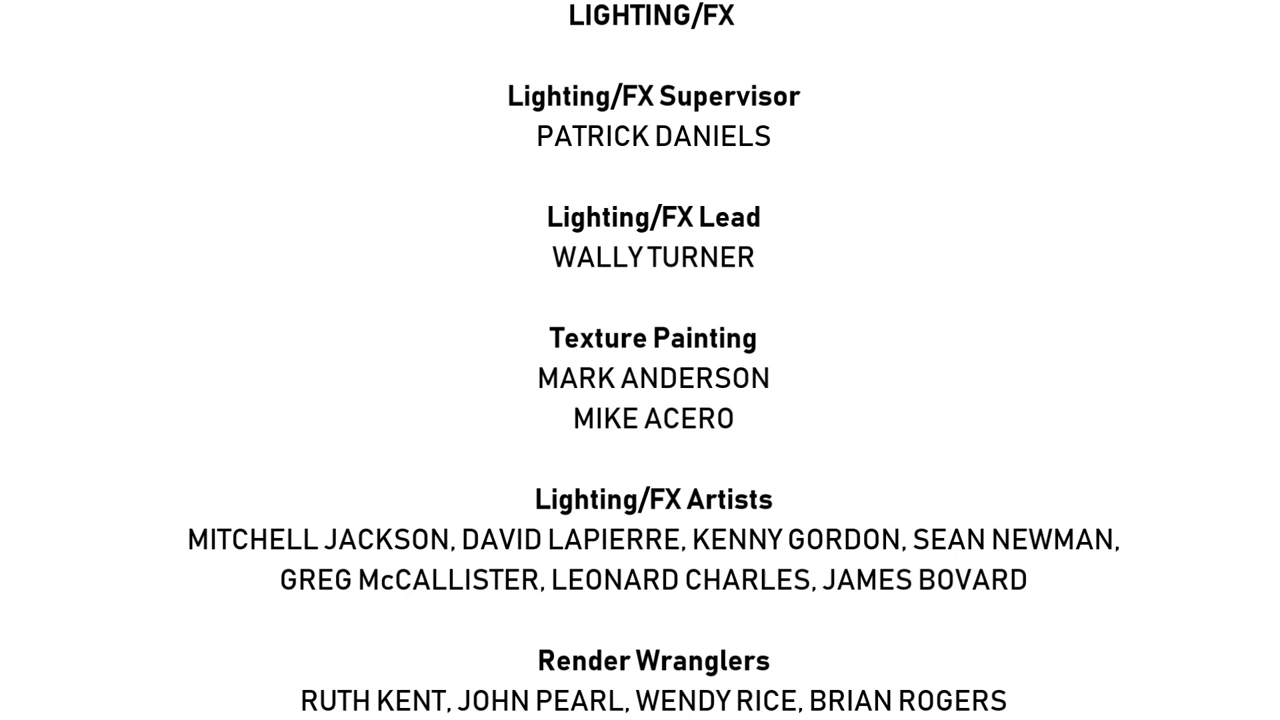 LIGHTING/FX
Lighting/FX Supervisor
PATRICK DANIELS
Lighting/FX Lead
WALLY TURNER
Texture Painting
MARK ANDERSON
MIKE ACERO
Lighting/FX Artists
MITCHELL JACKSON, DAVID LAPIERRE, KENNY GORDON, SEAN NEWMAN,
GREG McCALLISTER, LEONARD CHARLES, JAMES BOVARD
Render Wranglers
RUTH KENT, JOHN PEARL, WENDY RICE, BRIAN ROGERS